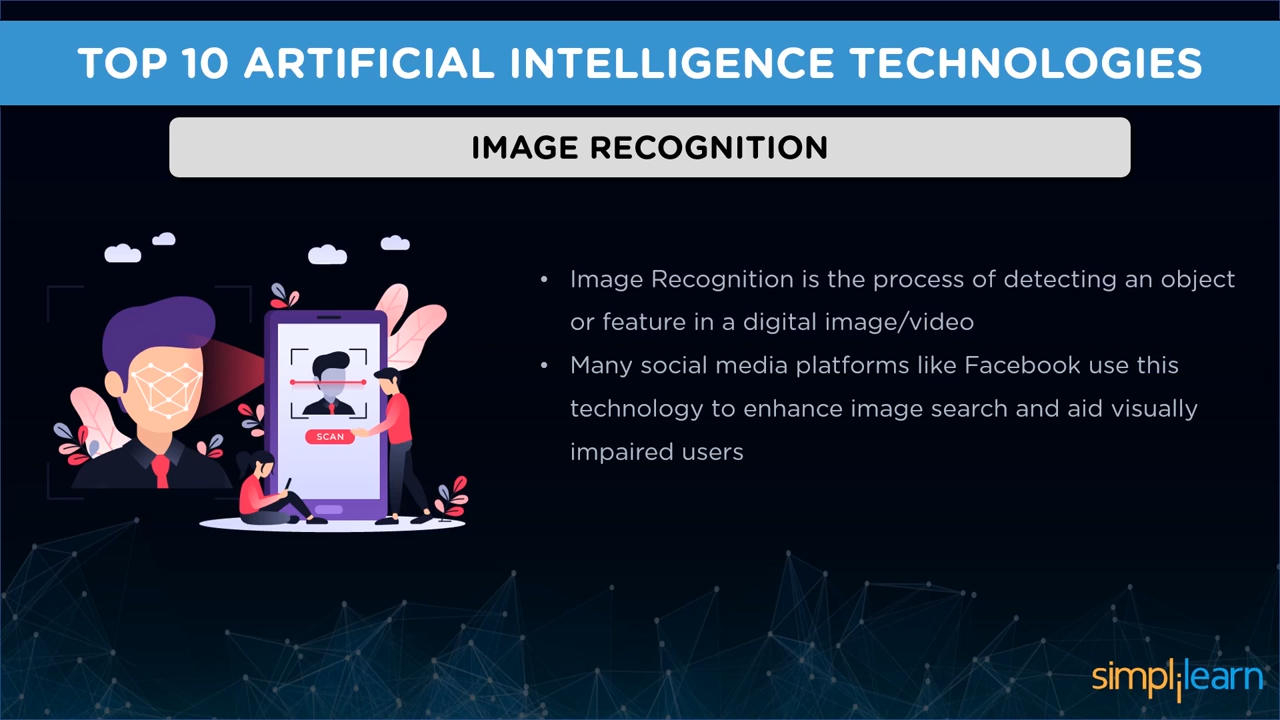 TOP 10 ARTIFICIAL INTELLIGENCE TECHNOLOGIES
IMAGE RECOGNITION
• Image Recognition is the process of detecting an object
or feature in a digital image/video
• Many social media platforms like Facebook use this
technology to enhance image search and aid visually
impaired users
SCAN
simplilearn